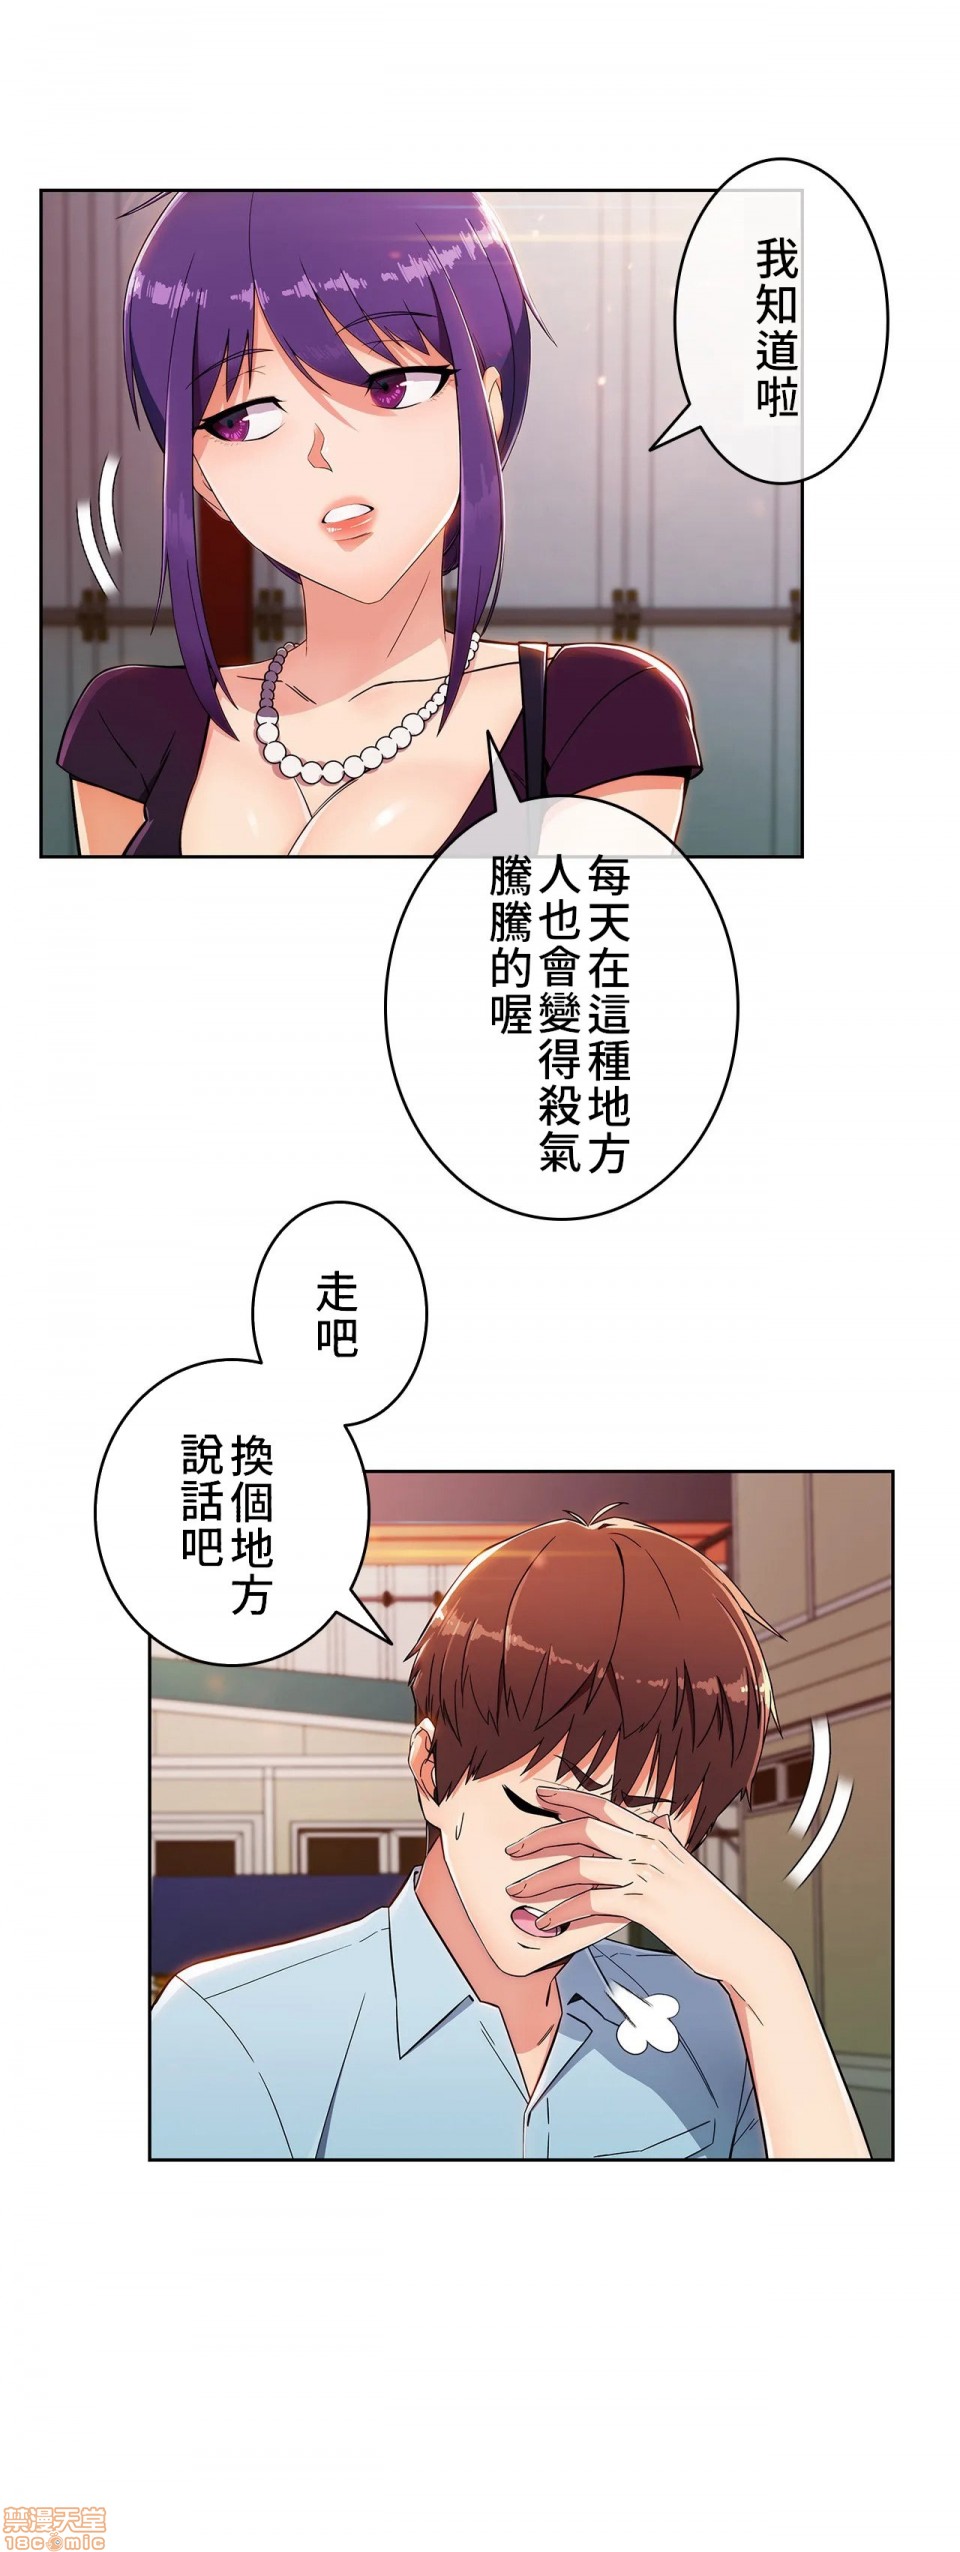 我知道啦
每天在這種地方
人也會變得殺氣
騰騰的喔
走吧
換個地方
說話吧
禁漫天堂
18comic